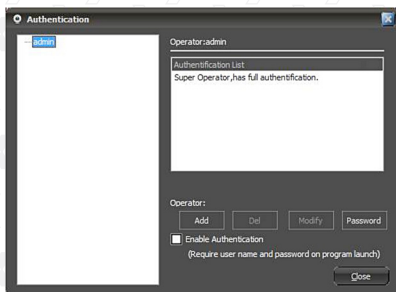 Authentication
admin
Operator:admin
Authentification List
Super Operator,has full authentification.
Operator:
Add
Del
Modify
Password
Enable Authentication
(Require user name and password on program launch)
Close